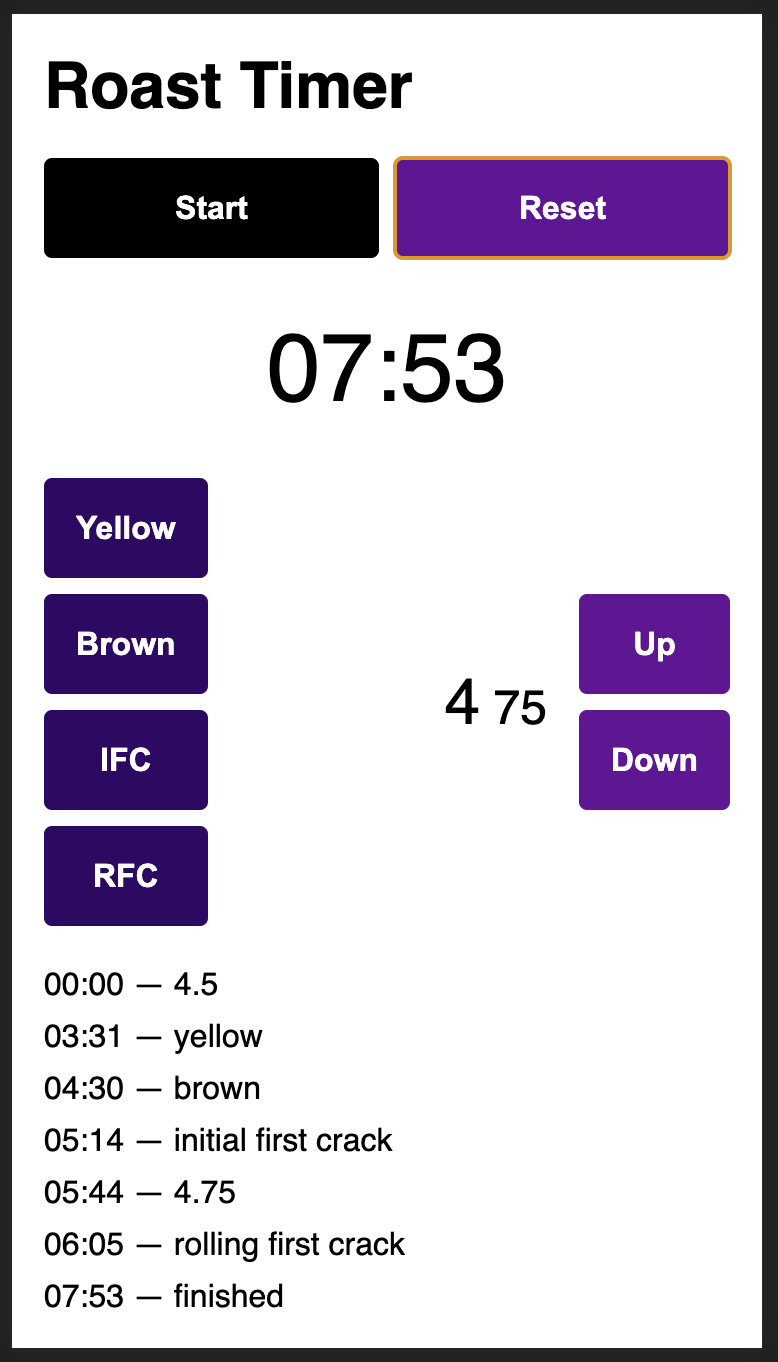 Roast Timer
Start Reset
07:53
Yellow
Brown Up
4 75
IFC Down
RFC
00:00 — 4.5
03:31 — yellow
04:30 — brown
05:14 — initial first crack
05:44 — 4.75
06:05 — rolling first crack
07:53 — finished